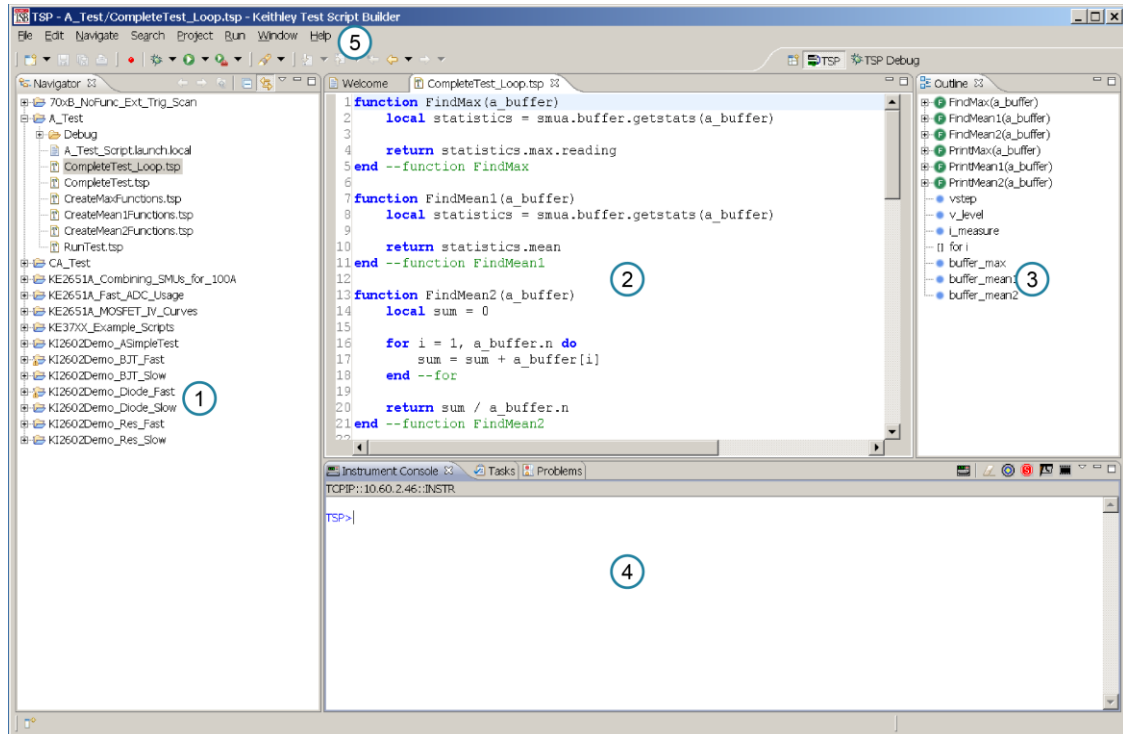 TSP - A_Test/CompleteTest_Loop.tsp - Keithley Test Script Builder
File Edit Navigate Search Project Run Window Help
5
TSP TSP Debug
Navigator
70xB_NoFunc_Ext_Trig_Scan
A_Test
Debug
A_Test_Script.launch.local
CompleteTest_Loop.tsp
CompleteTest.tsp
CreateMaxFunctions.tsp
CreateMean1Functions.tsp
CreateMean2Functions.tsp
RunTest.tsp
CA_Test
KE2651A_Combining_SMUs_for_100A
KE2651A_Fast_ADC_Usage
KE2651A_MOSFET_IV_Curves
KE37XX_Example_Scripts
KI2602Demo_ASimpleTest
KI2602Demo_BJT_Fast
KI2602Demo_BJT_Slow
KI2602Demo_Diode_Fast
KI2602Demo_Diode_Slow
KI2602Demo_Res_Fast
KI2602Demo_Res_Slow
1
Welcome CompleteTest_Loop.tsp
1 function FindMax(a_buffer)
2 local statistics = smua.buffer.getstats(a_buffer)
3
4 return statistics.max.reading
5 end --function FindMax
6
7 function FindMean1(a_buffer)
8 local statistics = smua.buffer.getstats(a_buffer)
9
10 return statistics.mean
11 end --function FindMean1
12
13 function FindMean2(a_buffer)
14 local sum = 0
15
16 for i = 1, a_buffer.n do
17 sum = sum + a_buffer[i]
18 end --for
19
20 return sum / a_buffer.n
21 end --function FindMean2
22
2
Outline
FindMax(a_buffer)
FindMean1(a_buffer)
FindMean2(a_buffer)
PrintMax(a_buffer)
PrintMean1(a_buffer)
PrintMean2(a_buffer)
vstep
v_level
i_measure
for i
buffer_max
buffer_mean1
buffer_mean2
3
Instrument Console Tasks Problems
TCPIP::10.60.2.46::INSTR
TSP>
4